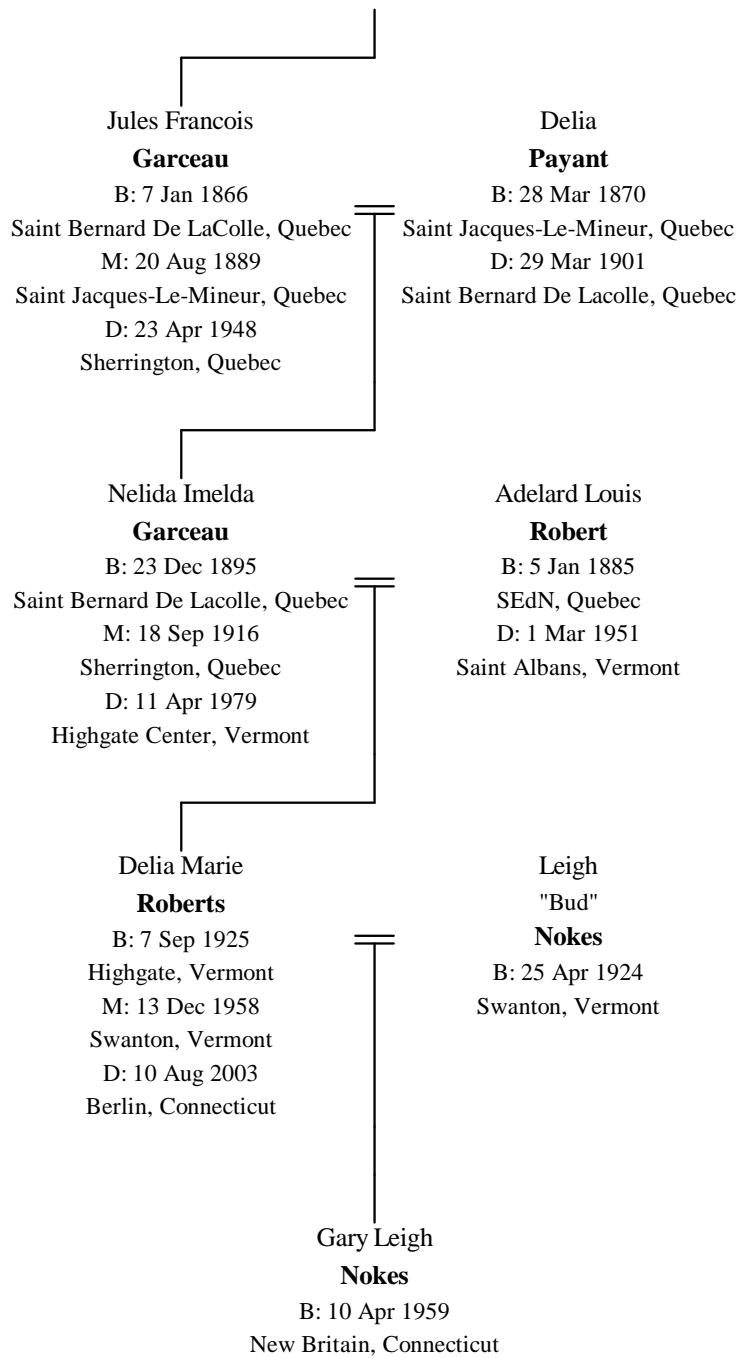 Jules Francois
Garceau
B: 7 Jan 1866
Saint Bernard De LaColle, Quebec
M: 20 Aug 1889
Saint Jacques-Le-Mineur, Quebec
D: 23 Apr 1948
Sherrington, Quebec
Delia
Payant
B: 28 Mar 1870
Saint Jacques-Le-Mineur, Quebec
D: 29 Mar 1901
Saint Bernard De Lacolle, Quebec
Nelida Imelda
Garceau
B: 23 Dec 1895
Saint Bernard De Lacolle, Quebec
M: 18 Sep 1916
Sherrington, Quebec
D: 11 Apr 1979
Highgate Center, Vermont
Adelard Louis
Robert
B: 5 Jan 1885
SEdN, Quebec
D: 1 Mar 1951
Saint Albans, Vermont
Delia Marie
Roberts
B: 7 Sep 1925
Highgate, Vermont
M: 13 Dec 1958
Swanton, Vermont
D: 10 Aug 2003
Berlin, Connecticut
Leigh
"Bud"
Nokes
B: 25 Apr 1924
Swanton, Vermont
Gary Leigh
Nokes
B: 10 Apr 1959
New Britain, Connecticut